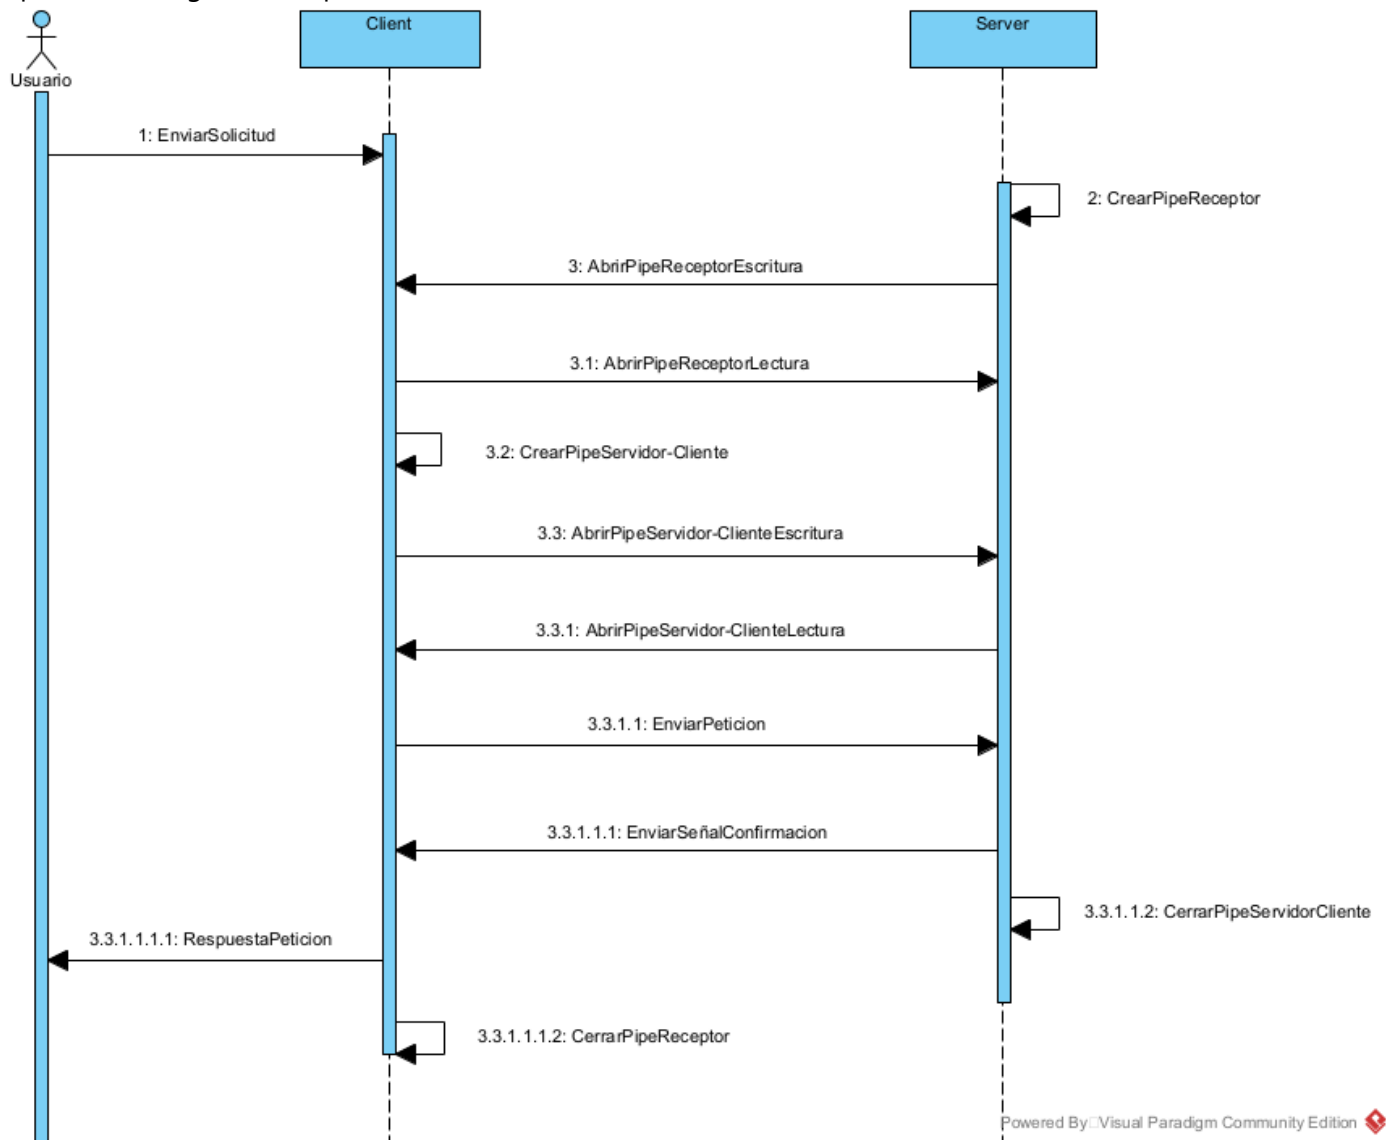 Client
Server
Usuario
1: EnviarSolicitud
2: CrearPipeReceptor
3: AbrirPipeReceptorEscritura
3.1: AbrirPipeReceptorLectura
3.2: CrearPipeServidor-Cliente
3.3: AbrirPipeServidor-ClienteEscritura
3.3.1: AbrirPipeServidor-ClienteLectura
3.3.1.1: EnviarPeticion
3.3.1.1.1: EnviarSeñalConfirmacion
3.3.1.1.2: CerrarPipeServidorCliente
3.3.1.1.1.1: RespuestaPeticion
3.3.1.1.1.2: CerrarPipeReceptor
Powered By Visual Paradigm Community Edition